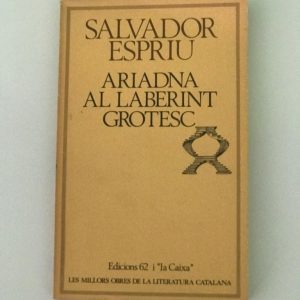 SALVADOR
ESPRIU
ARIADNA
AL LABERINT
GROTESC
Edicions 62 i "la Caixa"
LES MILLORS OBRES DE LA LITERATURA CATALANA